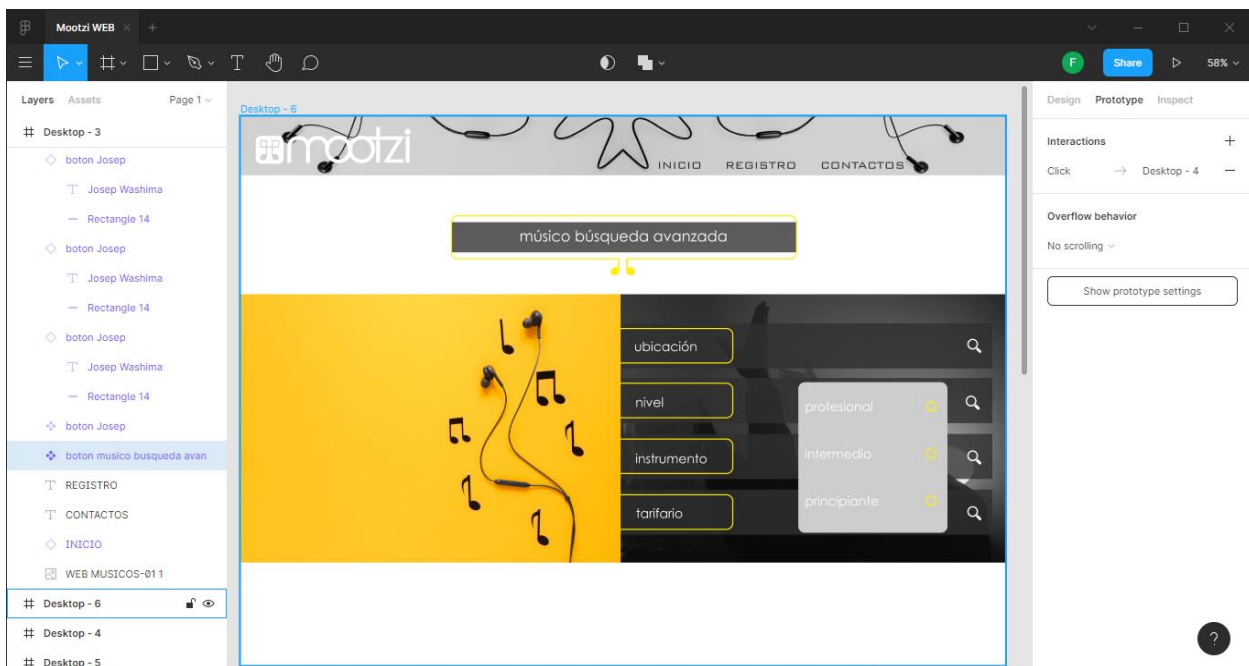 Mootzi WEB
F
Share
58%
Layers
Assets
Page 1
Desktop - 3
boton Josep
Josep Washima
Rectangle 14
boton Josep
Josep Washima
Rectangle 14
boton Josep
Josep Washima
Rectangle 14
boton Josep
boton musico busqueda avan
REGISTRO
CONTACTOS
INICIO
WEB MUSICOS-01 1
Desktop - 6
Desktop - 4
Desktop - 5
Desktop - 6
mootzi
INICIO REGISTRO CONTACTOS
músico búsqueda avanzada
ubicación
nivel
instrumento
tarifario
profesional
intermedio
principiante
Design Prototype Inspect
Interactions
Click → Desktop - 4
Overflow behavior
No scrolling
Show prototype settings
?